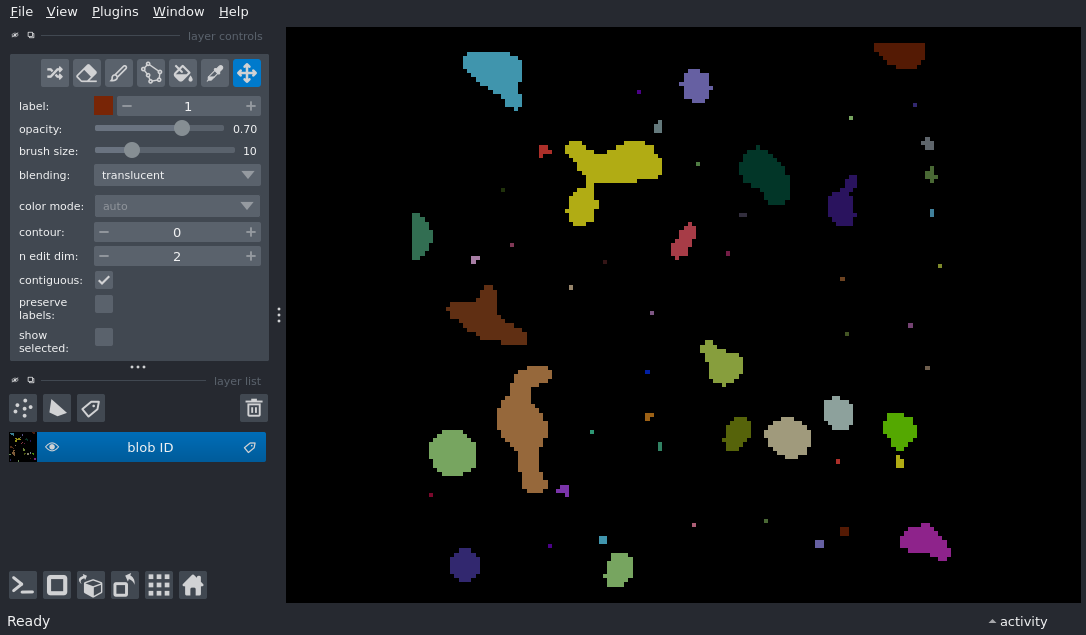 File View Plugins Window Help
layer controls
label: 1
opacity: 0.70
brush size: 10
blending: translucent
color mode: auto
contour: 0
n edit dim: 2
contiguous:
preserve
labels:
show
selected:
layer list
blob ID
Ready activity